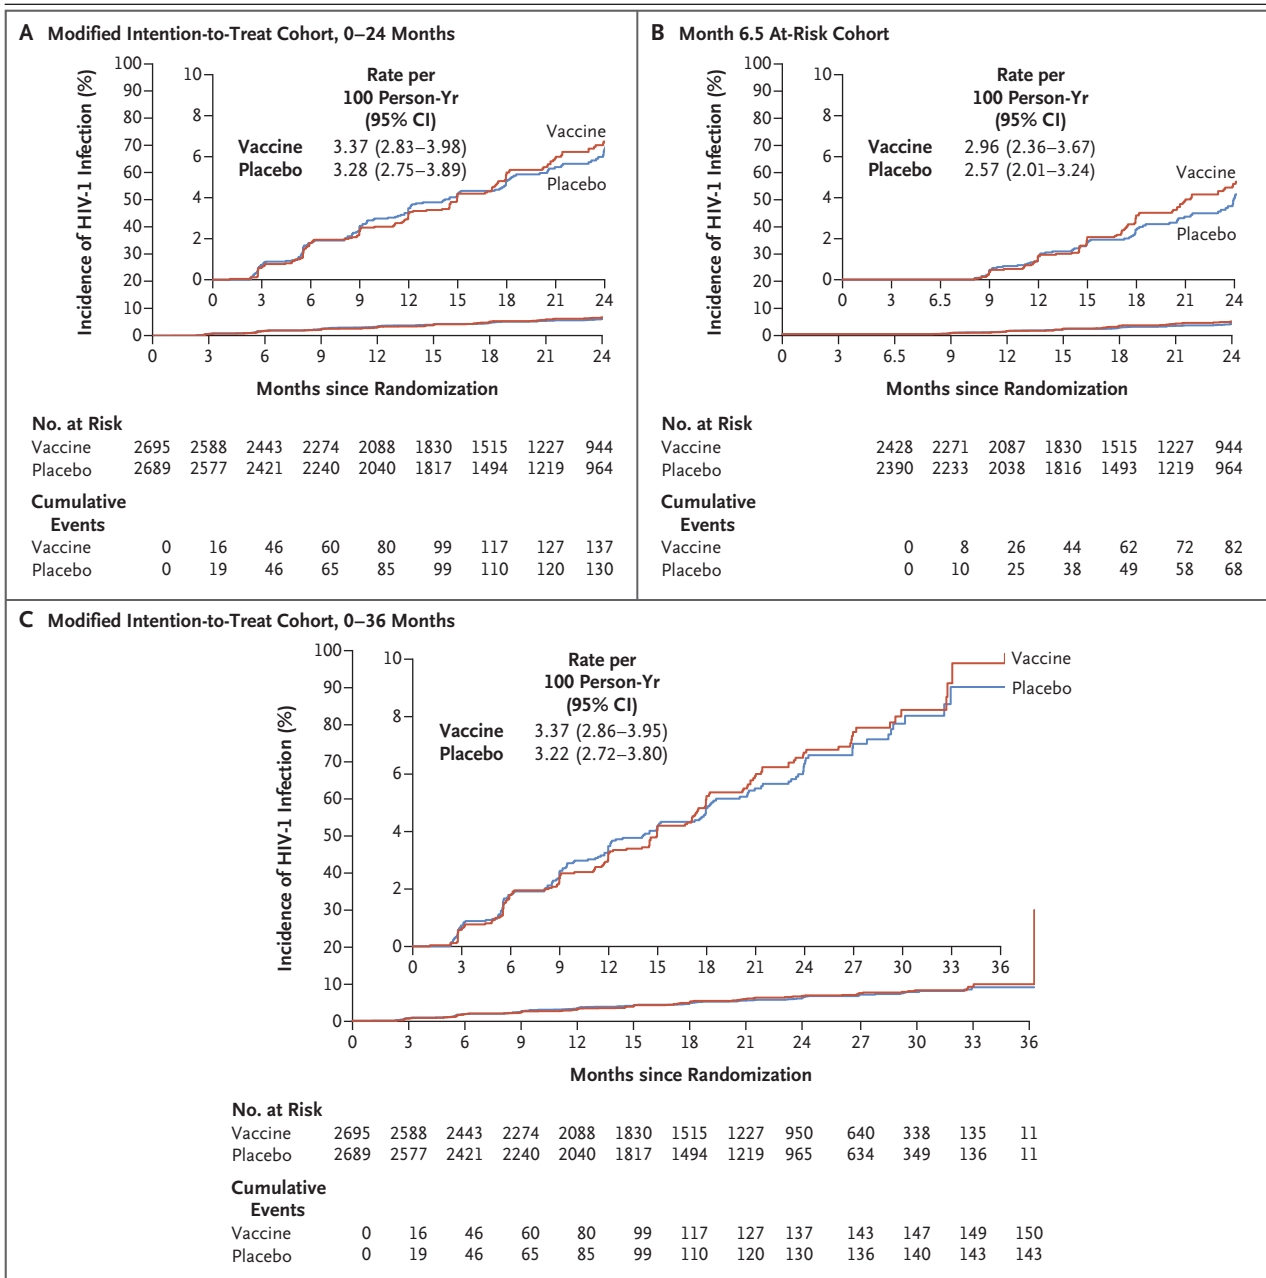 A Modified Intention-to-Treat Cohort, 0–24 Months
Incidence of HIV-1 Infection (%)
100
90
80
70
60
50
40
30
20
10
0
10
8
6
4
2
0
Rate per
100 Person-Yr
(95% CI)
Vaccine 3.37 (2.83–3.98)
Placebo 3.28 (2.75–3.89)
Vaccine
Placebo
0 3 6 9 12 15 18 21 24
0 3 6 9 12 15 18 21 24
Months since Randomization
No. at Risk
Vaccine 2695 2588 2443 2274 2088 1830 1515 1227 944
Placebo 2689 2577 2421 2240 2040 1817 1494 1219 964
Cumulative
Events
Vaccine 0 16 46 60 80 99 117 127 137
Placebo 0 19 46 65 85 99 110 120 130
B Month 6.5 At-Risk Cohort
Incidence of HIV-1 Infection (%)
100
90
80
70
60
50
40
30
20
10
0
10
8
6
4
2
0
Rate per
100 Person-Yr
(95% CI)
Vaccine 2.96 (2.36–3.67)
Placebo 2.57 (2.01–3.24)
Vaccine
Placebo
0 3 6.5 9 12 15 18 21 24
0 3 6.5 9 12 15 18 21 24
Months since Randomization
No. at Risk
Vaccine 2428 2271 2087 1830 1515 1227 944
Placebo 2390 2233 2038 1816 1493 1219 964
Cumulative
Events
Vaccine 0 8 26 44 62 72 82
Placebo 0 10 25 38 49 58 68
C Modified Intention-to-Treat Cohort, 0–36 Months
Incidence of HIV-1 Infection (%)
100
90
80
70
60
50
40
30
20
10
0
10
8
6
4
2
0
Rate per
100 Person-Yr
(95% CI)
Vaccine 3.37 (2.86–3.95)
Placebo 3.22 (2.72–3.80)
Vaccine
Placebo
0 3 6 9 12 15 18 21 24 27 30 33 36
0 3 6 9 12 15 18 21 24 27 30 33 36
Months since Randomization
No. at Risk
Vaccine 2695 2588 2443 2274 2088 1830 1515 1227 950 640 338 135 11
Placebo 2689 2577 2421 2240 2040 1817 1494 1219 965 634 349 136 11
Cumulative
Events
Vaccine 0 16 46 60 80 99 117 127 137 143 147 149 150
Placebo 0 19 46 65 85 99 110 120 130 136 140 143 143